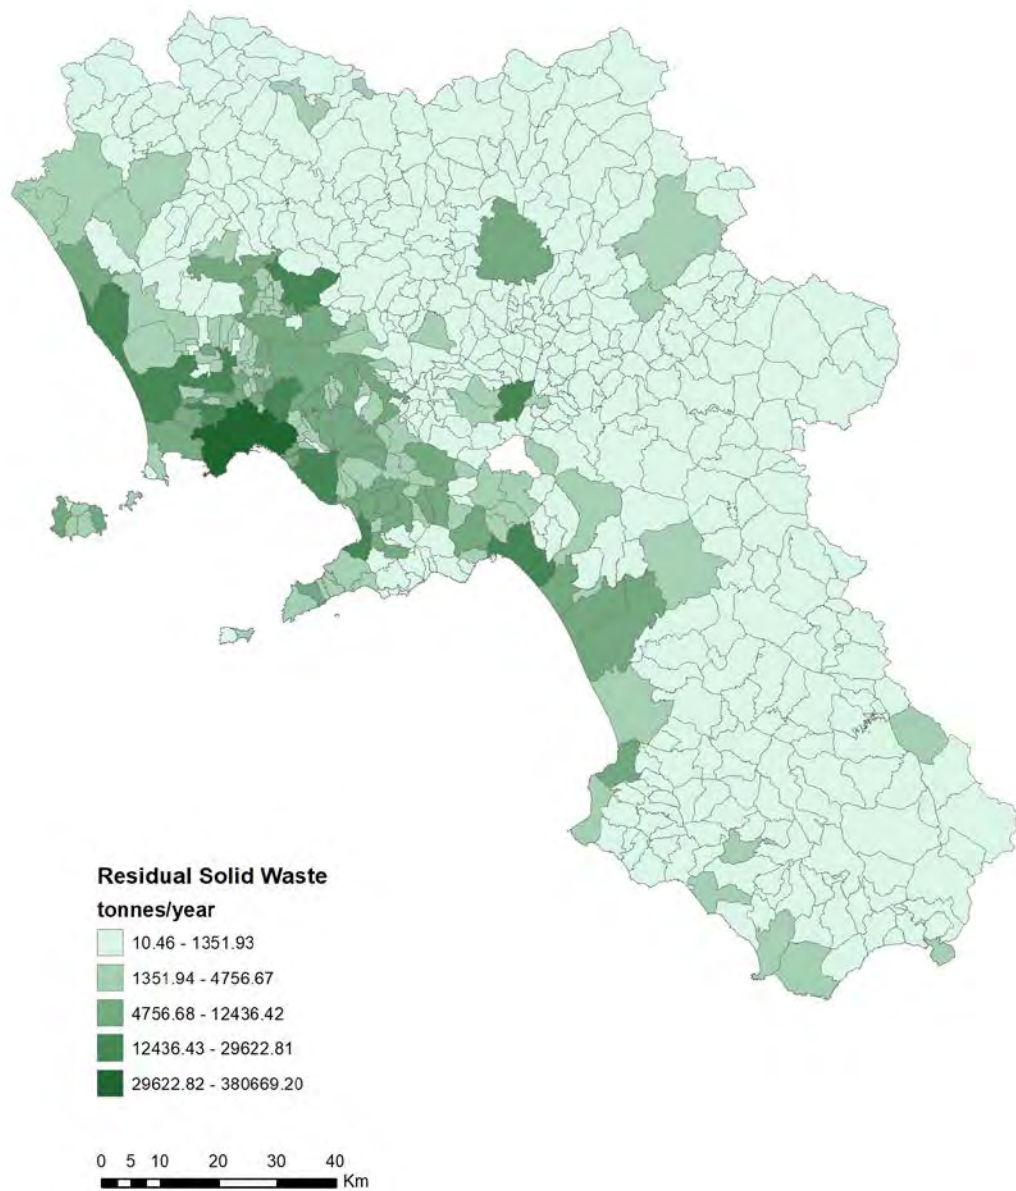 Residual Solid Waste
tonnes/year
10.46 - 1351.93
1351.94 - 4756.67
4756.68 - 12436.42
12436.43 - 29622.81
29622.82 - 380669.20
0 5 10 20 30 40
Km